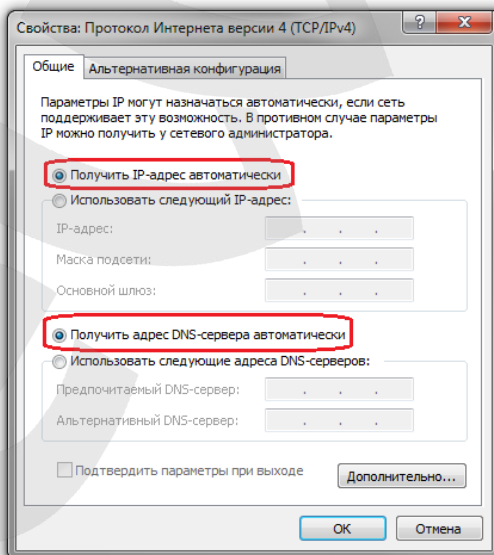 Свойства: Протокол Интернета версии 4 (TCP/IPv4)
Общие
Альтернативная конфигурация
Параметры IP могут назначаться автоматически, если сеть
поддерживает эту возможность. В противном случае параметры
IP можно получить у сетевого администратора.
Получить IP-адрес автоматически
Использовать следующий IP-адрес:
IP-адрес:
Маска подсети:
Основной шлюз:
Получить адрес DNS-сервера автоматически
Использовать следующие адреса DNS-серверов:
Предпочитаемый DNS-сервер:
Альтернативный DNS-сервер:
Подтвердить параметры при выходе
Дополнительно...
ОК
Отмена